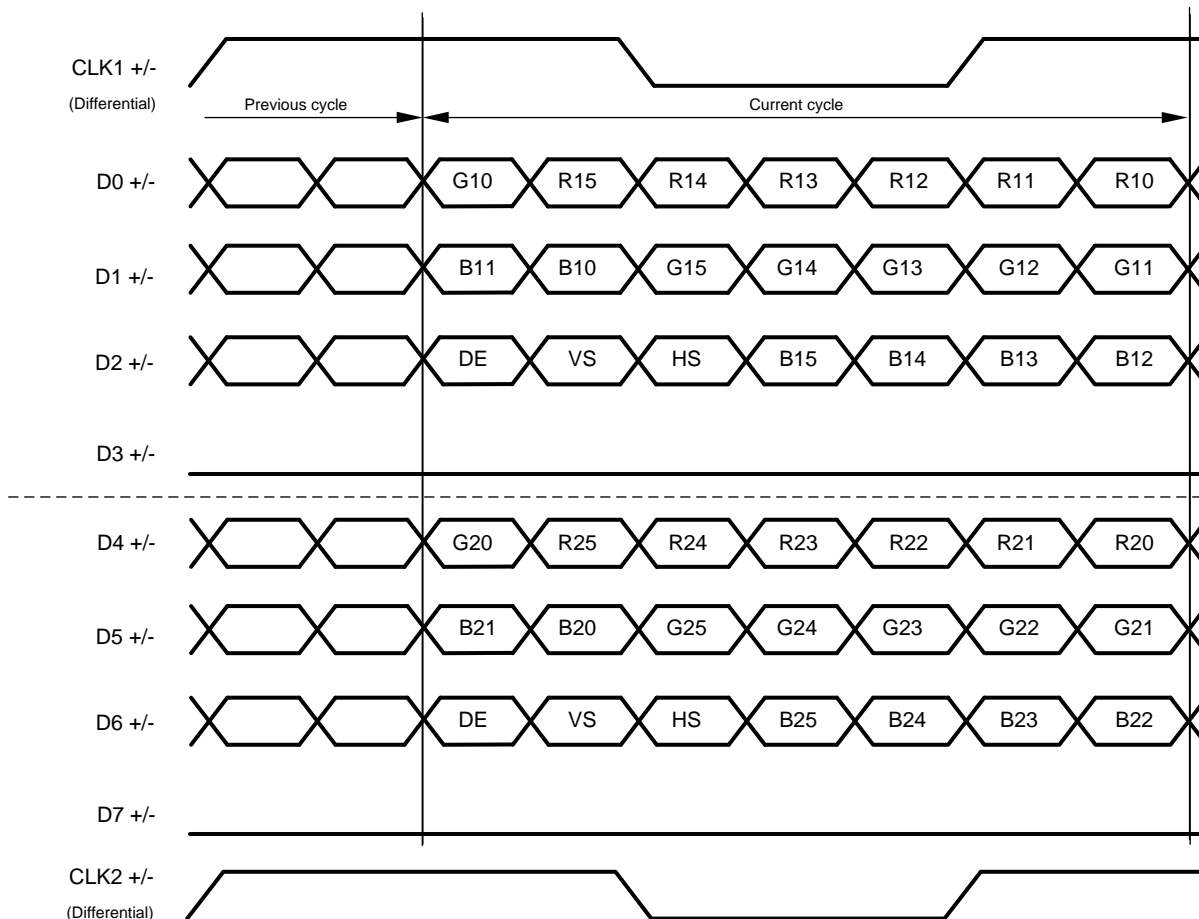 CLK1 +/-
(Differential)
Previous cycle
Current cycle
D0 +/-
G10 R15 R14 R13 R12 R11 R10
D1 +/-
B11 B10 G15 G14 G13 G12 G11
D2 +/-
DE VS HS B15 B14 B13 B12
D3 +/-
D4 +/-
G20 R25 R24 R23 R22 R21 R20
D5 +/-
B21 B20 G25 G24 G23 G22 G21
D6 +/-
DE VS HS B25 B24 B23 B22
D7 +/-
CLK2 +/-
(Differential)